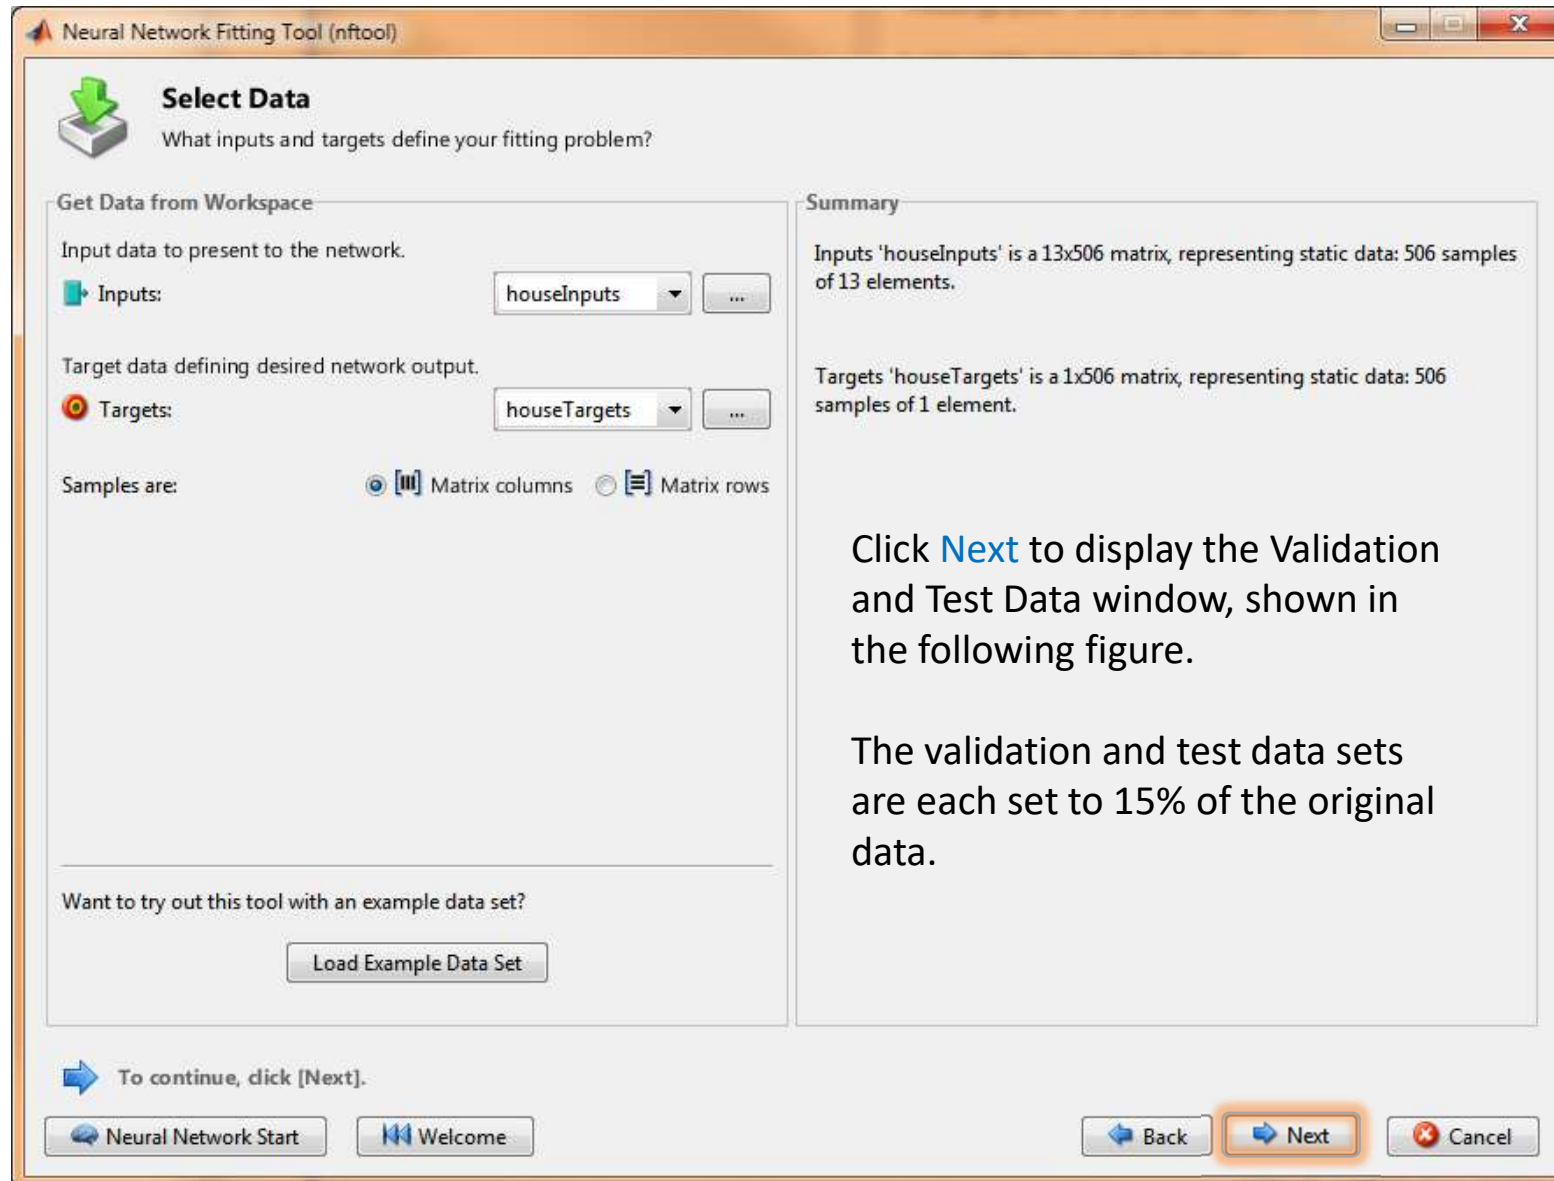 Neural Network Fitting Tool (nftool)
Select Data
What inputs and targets define your fitting problem?
Get Data from Workspace
Input data to present to the network.
Inputs:
houseInputs
...
Target data defining desired network output.
Targets:
houseTargets
...
Samples are:
Matrix columns
Matrix rows
Want to try out this tool with an example data set?
Load Example Data Set
Summary
Inputs 'houseInputs' is a 13x506 matrix, representing static data: 506 samples
of 13 elements.
Targets 'houseTargets' is a 1x506 matrix, representing static data: 506
samples of 1 element.
Click Next to display the Validation
and Test Data window, shown in
the following figure.
The validation and test data sets
are each set to 15% of the original
data.
To continue, click [Next].
Neural Network Start
Welcome
Back
Next
Cancel